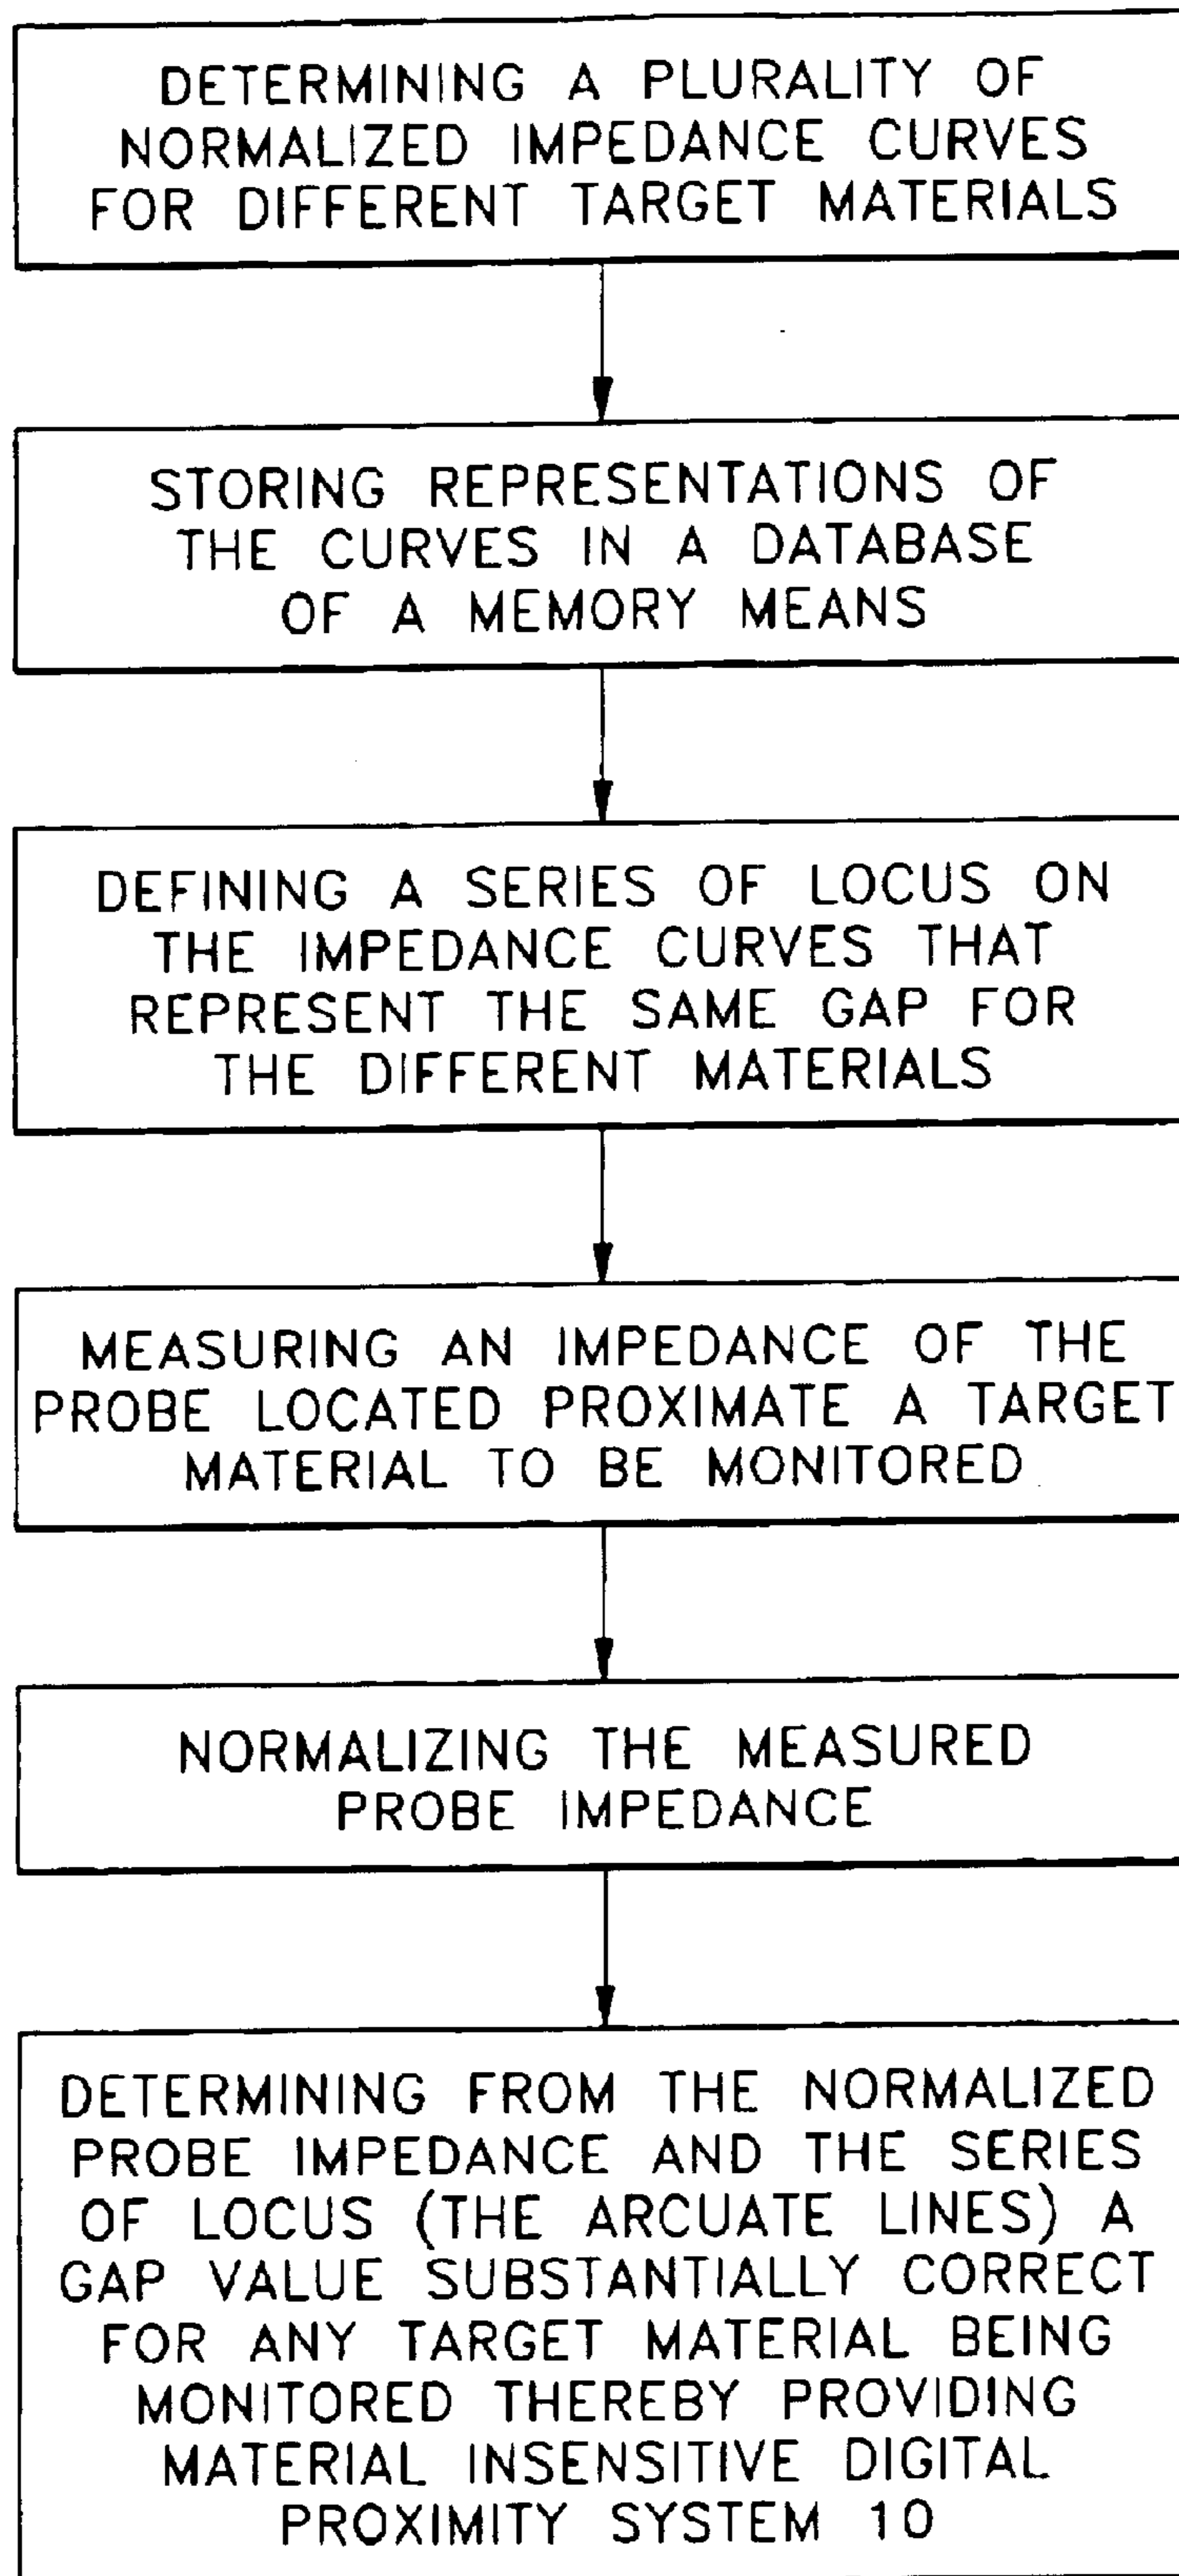 DETERMINING A PLURALITY OF
NORMALIZED IMPEDANCE CURVES
FOR DIFFERENT TARGET MATERIALS
STORING REPRESENTATIONS OF
THE CURVES IN A DATABASE
OF A MEMORY MEANS
DEFINING A SERIES OF LOCUS ON
THE IMPEDANCE CURVES THAT
REPRESENT THE SAME GAP FOR
THE DIFFERENT MATERIALS
MEASURING AN IMPEDANCE OF THE
PROBE LOCATED PROXIMATE A TARGET
MATERIAL TO BE MONITORED
NORMALIZING THE MEASURED
PROBE IMPEDANCE
DETERMINING FROM THE NORMALIZED
PROBE IMPEDANCE AND THE SERIES
OF LOCUS (THE ARCUATE LINES) A
GAP VALUE SUBSTANTIALLY CORRECT
FOR ANY TARGET MATERIAL BEING
MONITORED THEREBY PROVIDING
MATERIAL INSENSITIVE DIGITAL
PROXIMITY SYSTEM 10